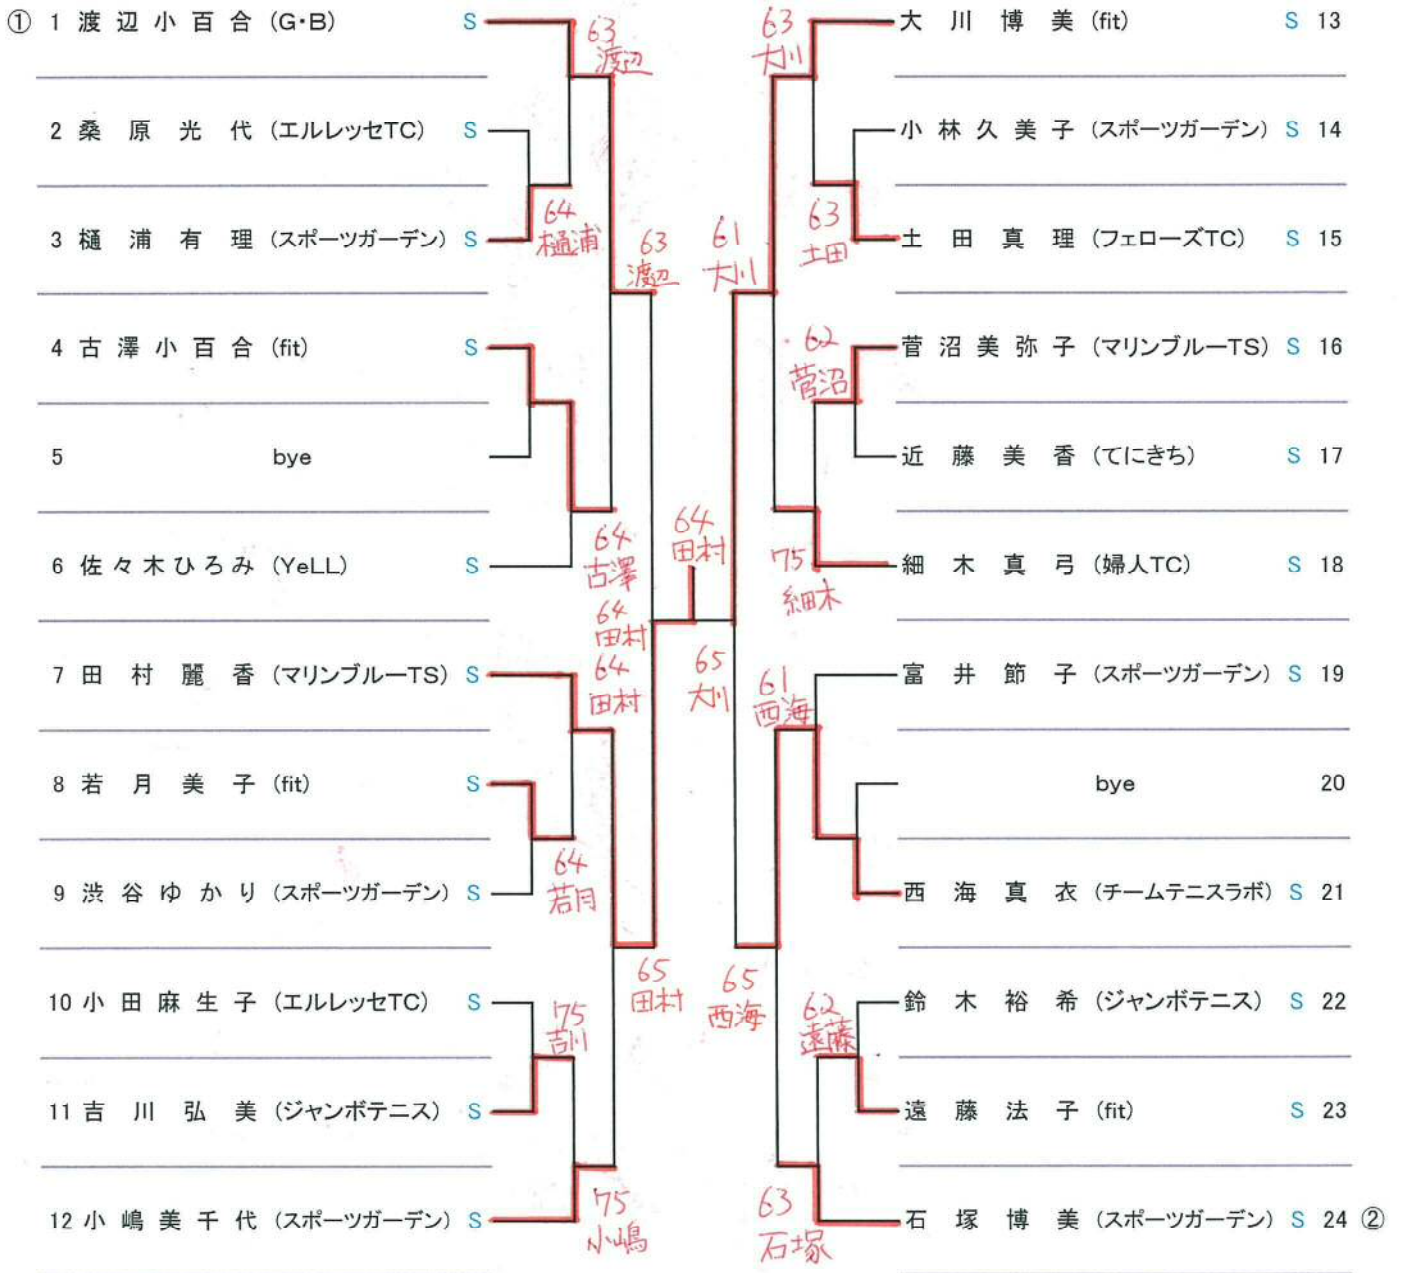 ① 1 渡辺小百合 (G・B) S
2 桑原光代 (エルレッセTC) S
3 樋浦有理 (スポーツガーデン) S
4 古澤小百合 (fit) S
5 bye
6 佐々木ひろみ (YeLL) S
7 田村麗香 (マリンブルーTS) S
8 若月美子 (fit) S
9 渋谷ゆかり (スポーツガーデン) S
10 小田麻生子 (エルレッセTC) S
11 吉川弘美 (ジャンボテニス) S
12 小嶋美千代 (スポーツガーデン) S
63
渡辺
64
樋浦
63
渡辺
64
古澤
64
田村
64
田村
64
若月
65
田村
75
吉川
75
小嶋
64
田村
65
大川
63
大川
61
大川
63
土田
62
菅沼
75
細木
61
西海
65
西海
62
遠藤
63
石塚
大川博美 (fit) S 13
小林久美子 (スポーツガーデン) S 14
土田真理 (フェローズTC) S 15
菅沼美弥子 (マリンブルーTS) S 16
近藤美香 (てにきち) S 17
細木真弓 (婦人TC) S 18
富井節子 (スポーツガーデン) S 19
bye 20
西海真衣 (チームテニスラボ) S 21
鈴木裕希 (ジャンボテニス) S 22
遠藤法子 (fit) S 23
石塚博美 (スポーツガーデン) S 24 ②